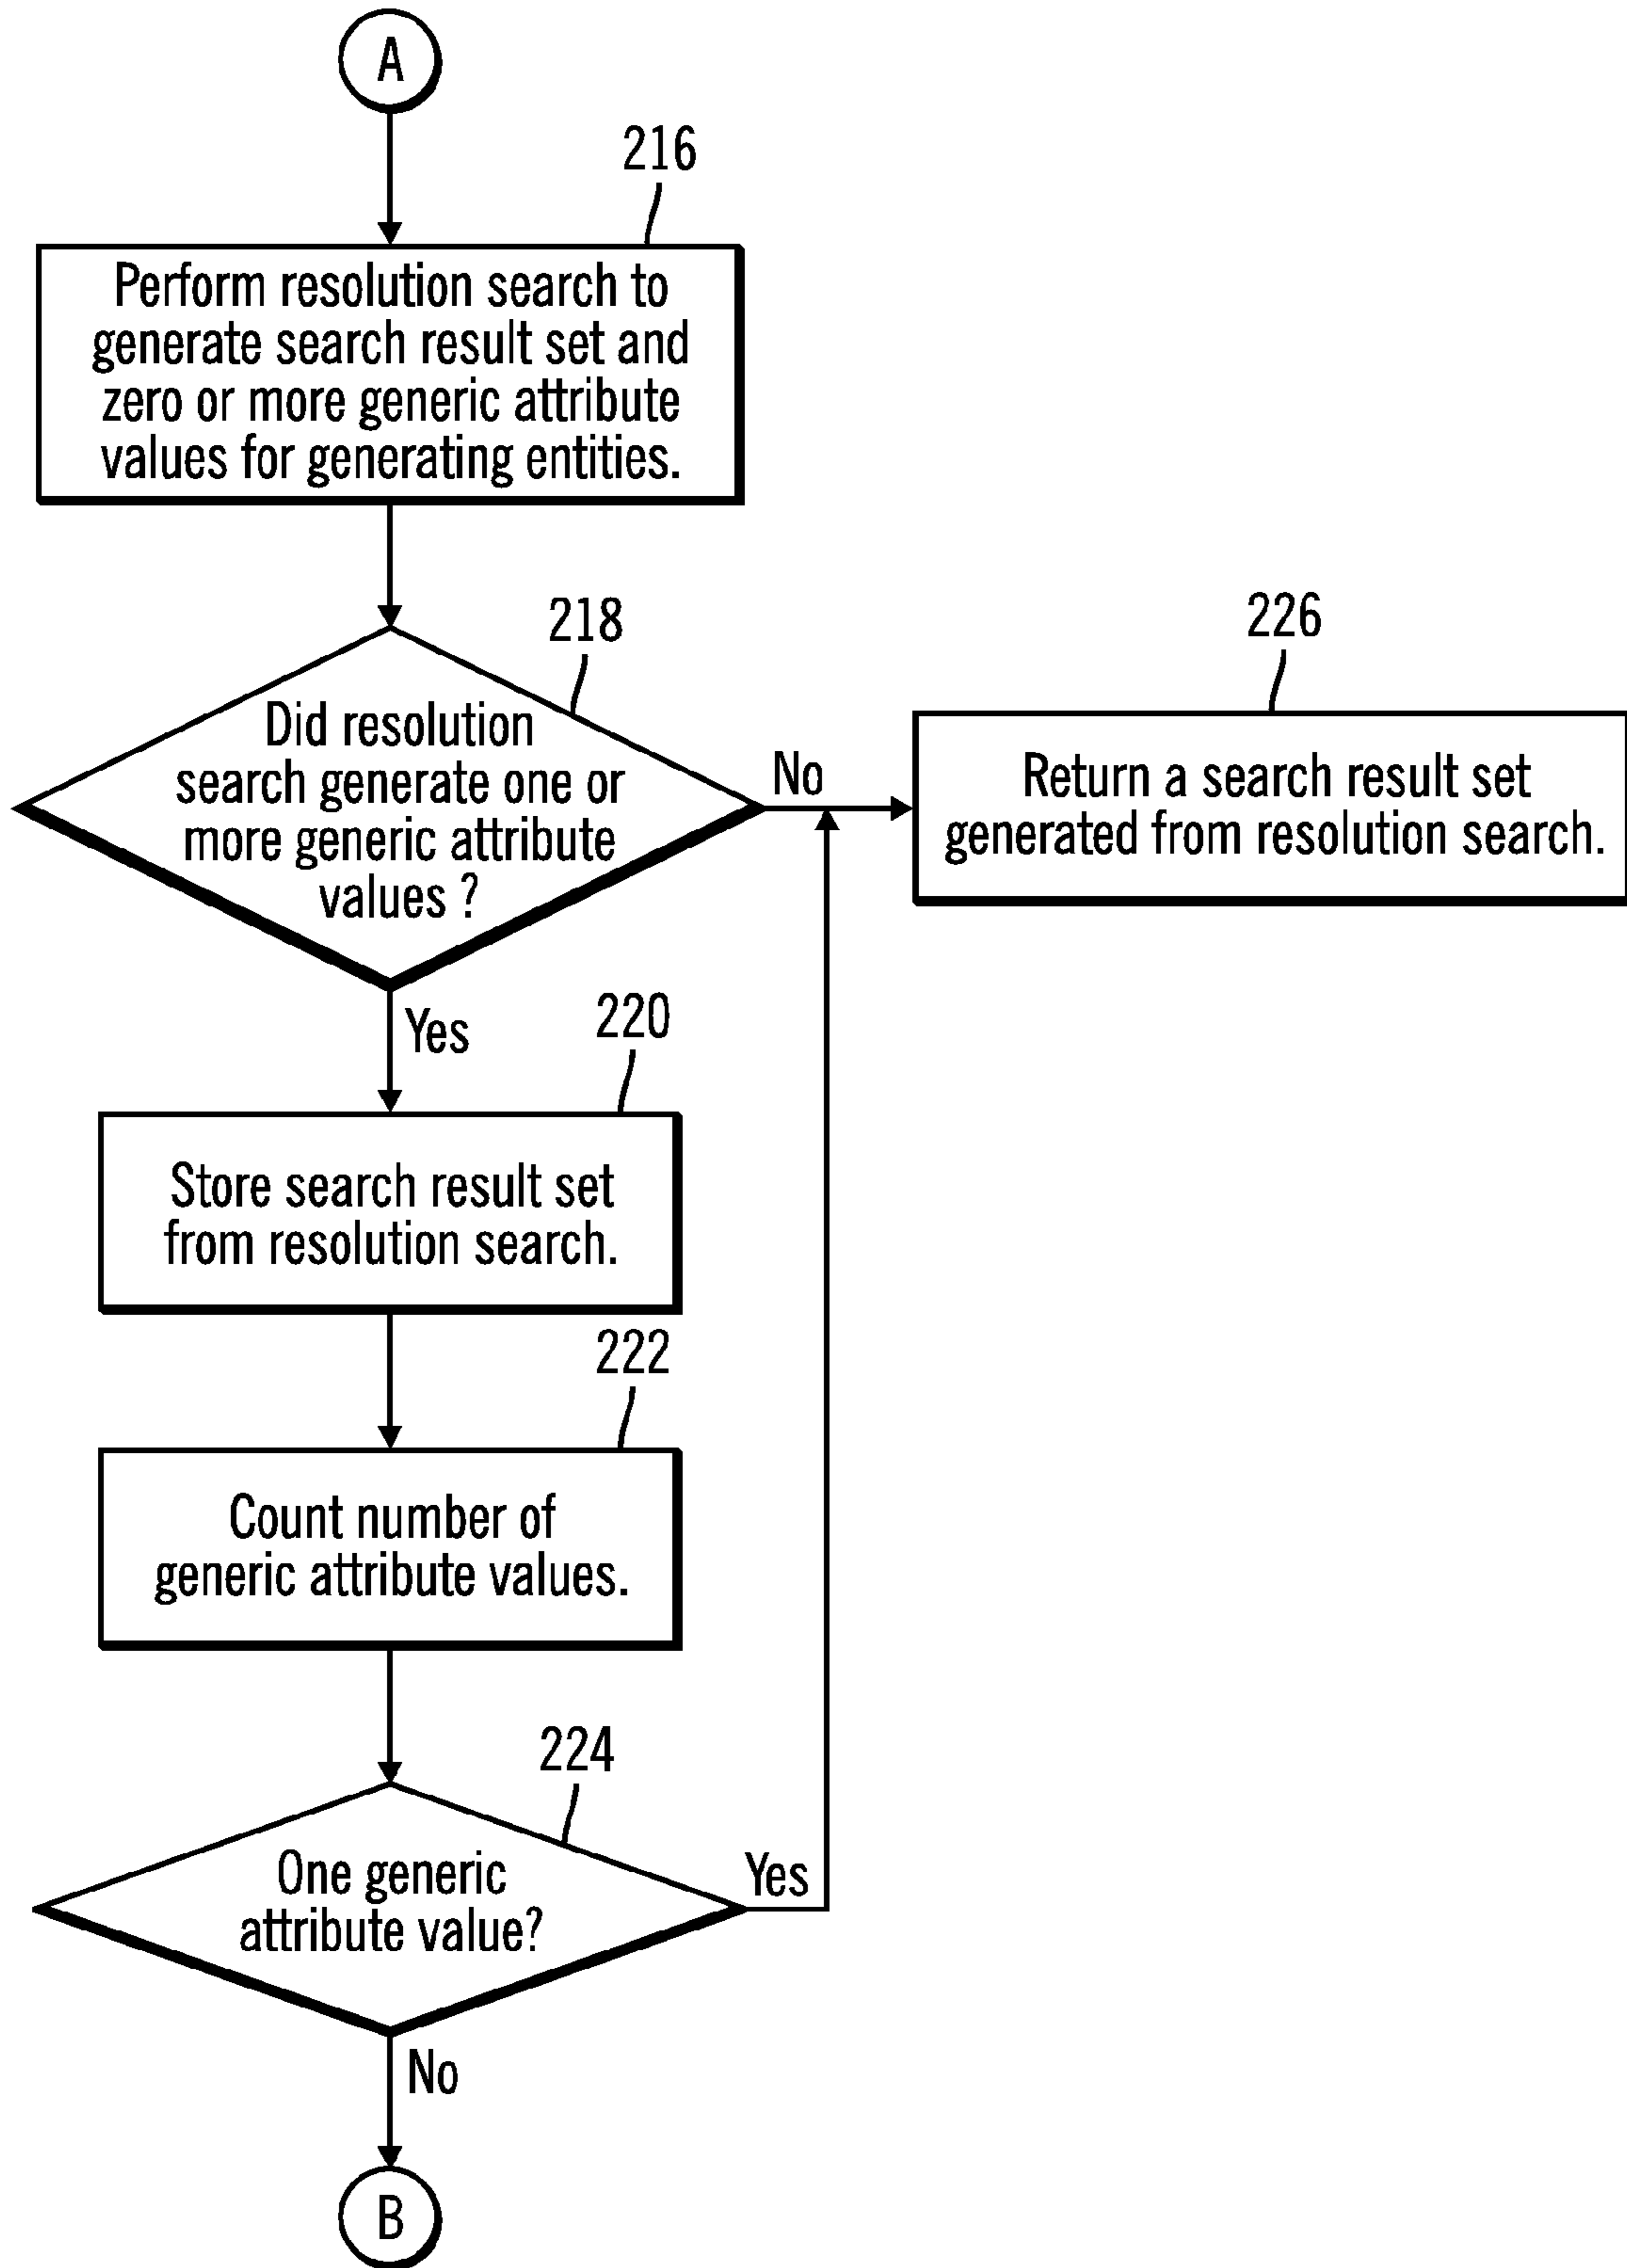 A
216
Perform resolution search to
generate search result set and
zero or more generic attribute
values for generating entities.
218
Did resolution
search generate one or
more generic attribute
values ?
No
226
Return a search result set
generated from resolution search.
Yes
220
Store search result set
from resolution search.
222
Count number of
generic attribute values.
224
One generic
attribute value?
Yes
No
B